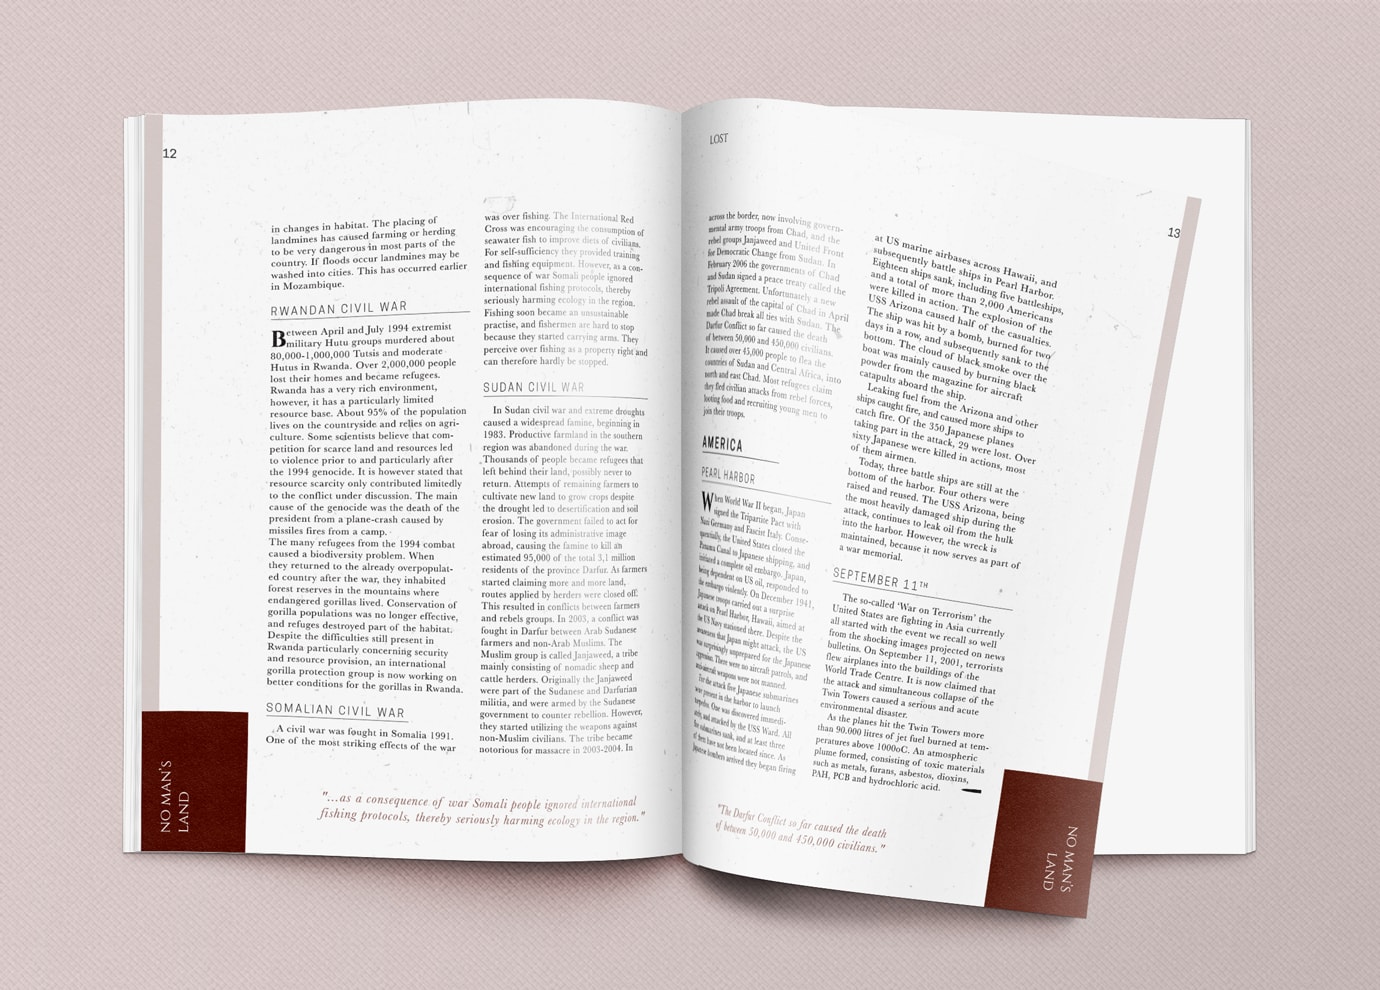 12
in changes in habitat. The placing of
landmines has caused farming or herding
to be very dangerous in most parts of the
country. If floods occur landmines may be
washed into cities. This has occurred earlier
in Mozambique.
RWANDAN CIVIL WAR
Between April and July 1994 extremist
military Hutu groups murdered about
80,000-1,000,000 Tutsis and moderate
Hutus in Rwanda. Over 2,000,000 people
lost their homes and became refugees.
Rwanda has a very rich environment,
however, it has a particularly limited
resource base. About 95% of the population
lives on the countryside and relies on agri-
culture. Some scientists believe that com-
petition for scarce land and resources led
to violence prior to and particularly after
the 1994 genocide. It is however stated that
resource scarcity only contributed limitedly
to the conflict under discussion. The main
cause of the genocide was the death of the
president from a plane-crash caused by
missiles fires from a camp.
The many refugees from the 1994 combat
caused a biodiversity problem. When
they returned to the already overpopulat-
ed country after the war, they inhabited
forest reserves in the mountains where
endangered gorillas lived. Conservation of
gorilla populations was no longer effective,
and refuges destroyed part of the habitat.
Despite the difficulties still present in
Rwanda particularly concerning security
and resource provision, an international
gorilla protection group is now working on
better conditions for the gorillas in Rwanda.
SOMALIAN CIVIL WAR
A civil war was fought in Somalia 1991.
One of the most striking effects of the war
was over fishing. The International Red
Cross was encouraging the consumption of
seawater fish to improve diets of civilians.
For self-sufficiency they provided training
and fishing equipment. However, as a con-
sequence of war Somali people ignored
international fishing protocols, thereby
seriously harming ecology in the region.
Fishing soon became an unsustainable
practise, and fishermen are hard to stop
because they started carrying arms. They
perceive over fishing as a property right and
can therefore hardly be stopped.
SUDAN CIVIL WAR
In Sudan civil war and extreme droughts
caused a widespread famine, beginning in
1983. Productive farmland in the southern
region was abandoned during the war.
Thousands of people became refugees that
left behind their land, possibly never to
return. Attempts of remaining farmers to
cultivate new land to grow crops despite
the drought led to desertification and soil
erosion. The government failed to act for
fear of losing its administrative image
abroad, causing the famine to kill an
estimated 95,000 of the total 3,1 million
residents of the province Darfur. As farmers
started claiming more and more land,
routes applied by herders were closed off.
This resulted in conflicts between farmers
and rebels groups. In 2003, a conflict was
fought in Darfur between Arab Sudanese
farmers and non-Arab Muslims. The
Muslim group is called Janjaweed, a tribe
mainly consisting of nomadic sheep and
cattle herders. Originally the Janjaweed
were part of the Sudanese and Darfurian
militia, and were armed by the Sudanese
government to counter rebellion. However,
they started utilizing the weapons against
non-Muslim civilians. The tribe became
notorious for massacre in 2003-2004. In
"...as a consequence of war Somali people ignored international
fishing protocols, thereby seriously harming ecology in the region."
NO MAN'S
LAND
LOST
13
across the border, now involving govern-
mental army troops from Chad, and the
rebel groups Janjaweed and United Front
for Democratic Change from Sudan. In
February 2006 the governments of Chad
and Sudan signed a peace treaty called the
Tripoli Agreement. Unfortunately a new
rebel assault of the capital of Chad in April
made Chad break all ties with Sudan. The
Darfur Conflict so far caused the death
of between 50,000 and 450,000 civilians.
It caused over 45,000 people to flea the
countries of Sudan and Central Africa, into
north and east Chad. Most refugees claim
they fled civilian attacks from rebel forces,
looting food and recruiting young men to
join their troops.
AMERICA
PEARL HARBOR
When World War II began, Japan
signed the Tripartite Pact with
Nazi Germany and Fascist Italy. Conse-
quentially, the United States closed the
Panama Canal to Japanese shipping, and
initiated a complete oil embargo. Japan,
being dependent on US oil, responded to
the embargo violently. On December 1941,
Japanese troops carried out a surprise
attack on Pearl Harbor, Hawaii, aimed at
the US Navy stationed there. Despite the
awareness that Japan might attack, the US
was surprisingly unprepared for the Japanese
agression. There were no aircraft patrols, and
anti-aircraft weapons were not manned.
For the attack five Japanese submarines
were present in the harbor to launch
torpedos. One was discovered immedi-
ately, and attacked by the USS Ward. All
five submarines sank, and at least three
of them have not been located since. As
Japanese bombers arrived they began firing
at US marine airbases across Hawaii, and
subsequently battle ships in Pearl Harbor.
Eighteen ships sank, including five battleships,
and a total of more than 2,000 Americans
were killed in action. The explosion of the
USS Arizona caused half of the casualties.
The ship was hit by a bomb, burned for two
days in a row, and subsequently sank to the
bottom. The cloud of black smoke over the
boat was mainly caused by burning black
powder from the magazine for aircraft
catapults aboard the ship.
Leaking fuel from the Arizona and other
ships caught fire, and caused more ships to
catch fire. Of the 350 Japanese planes
taking part in the attack, 29 were lost. Over
sixty Japanese were killed in actions, most
of them airmen.
Today, three battle ships are still at the
bottom of the harbor. Four others were
raised and reused. The USS Arizona, being
the most heavily damaged ship during the
attack, continues to leak oil from the hulk
into the harbor. However, the wreck is
maintained, because it now serves as part of
a war memorial.
SEPTEMBER 11TH
The so-called 'War on Terrorism' the
United States are fighting in Asia currently
all started with the event we recall so well
from the shocking images projected on news
bulletins. On September 11, 2001, terrorists
flew airplanes into the buildings of the
World Trade Centre. It is now claimed that
the attack and simultaneous collapse of the
Twin Towers caused a serious and acute
environmental disaster.
As the planes hit the Twin Towers more
than 90.000 litres of jet fuel burned at tem-
peratures above 1000oC. An atmospheric
plume formed, consisting of toxic materials
such as metals, furans, asbestos, dioxins,
PAH, PCB and hydrochloric acid.
"The Darfur Conflict so far caused the death
of between 50,000 and 450,000 civilians."
NO MAN'S
LAND